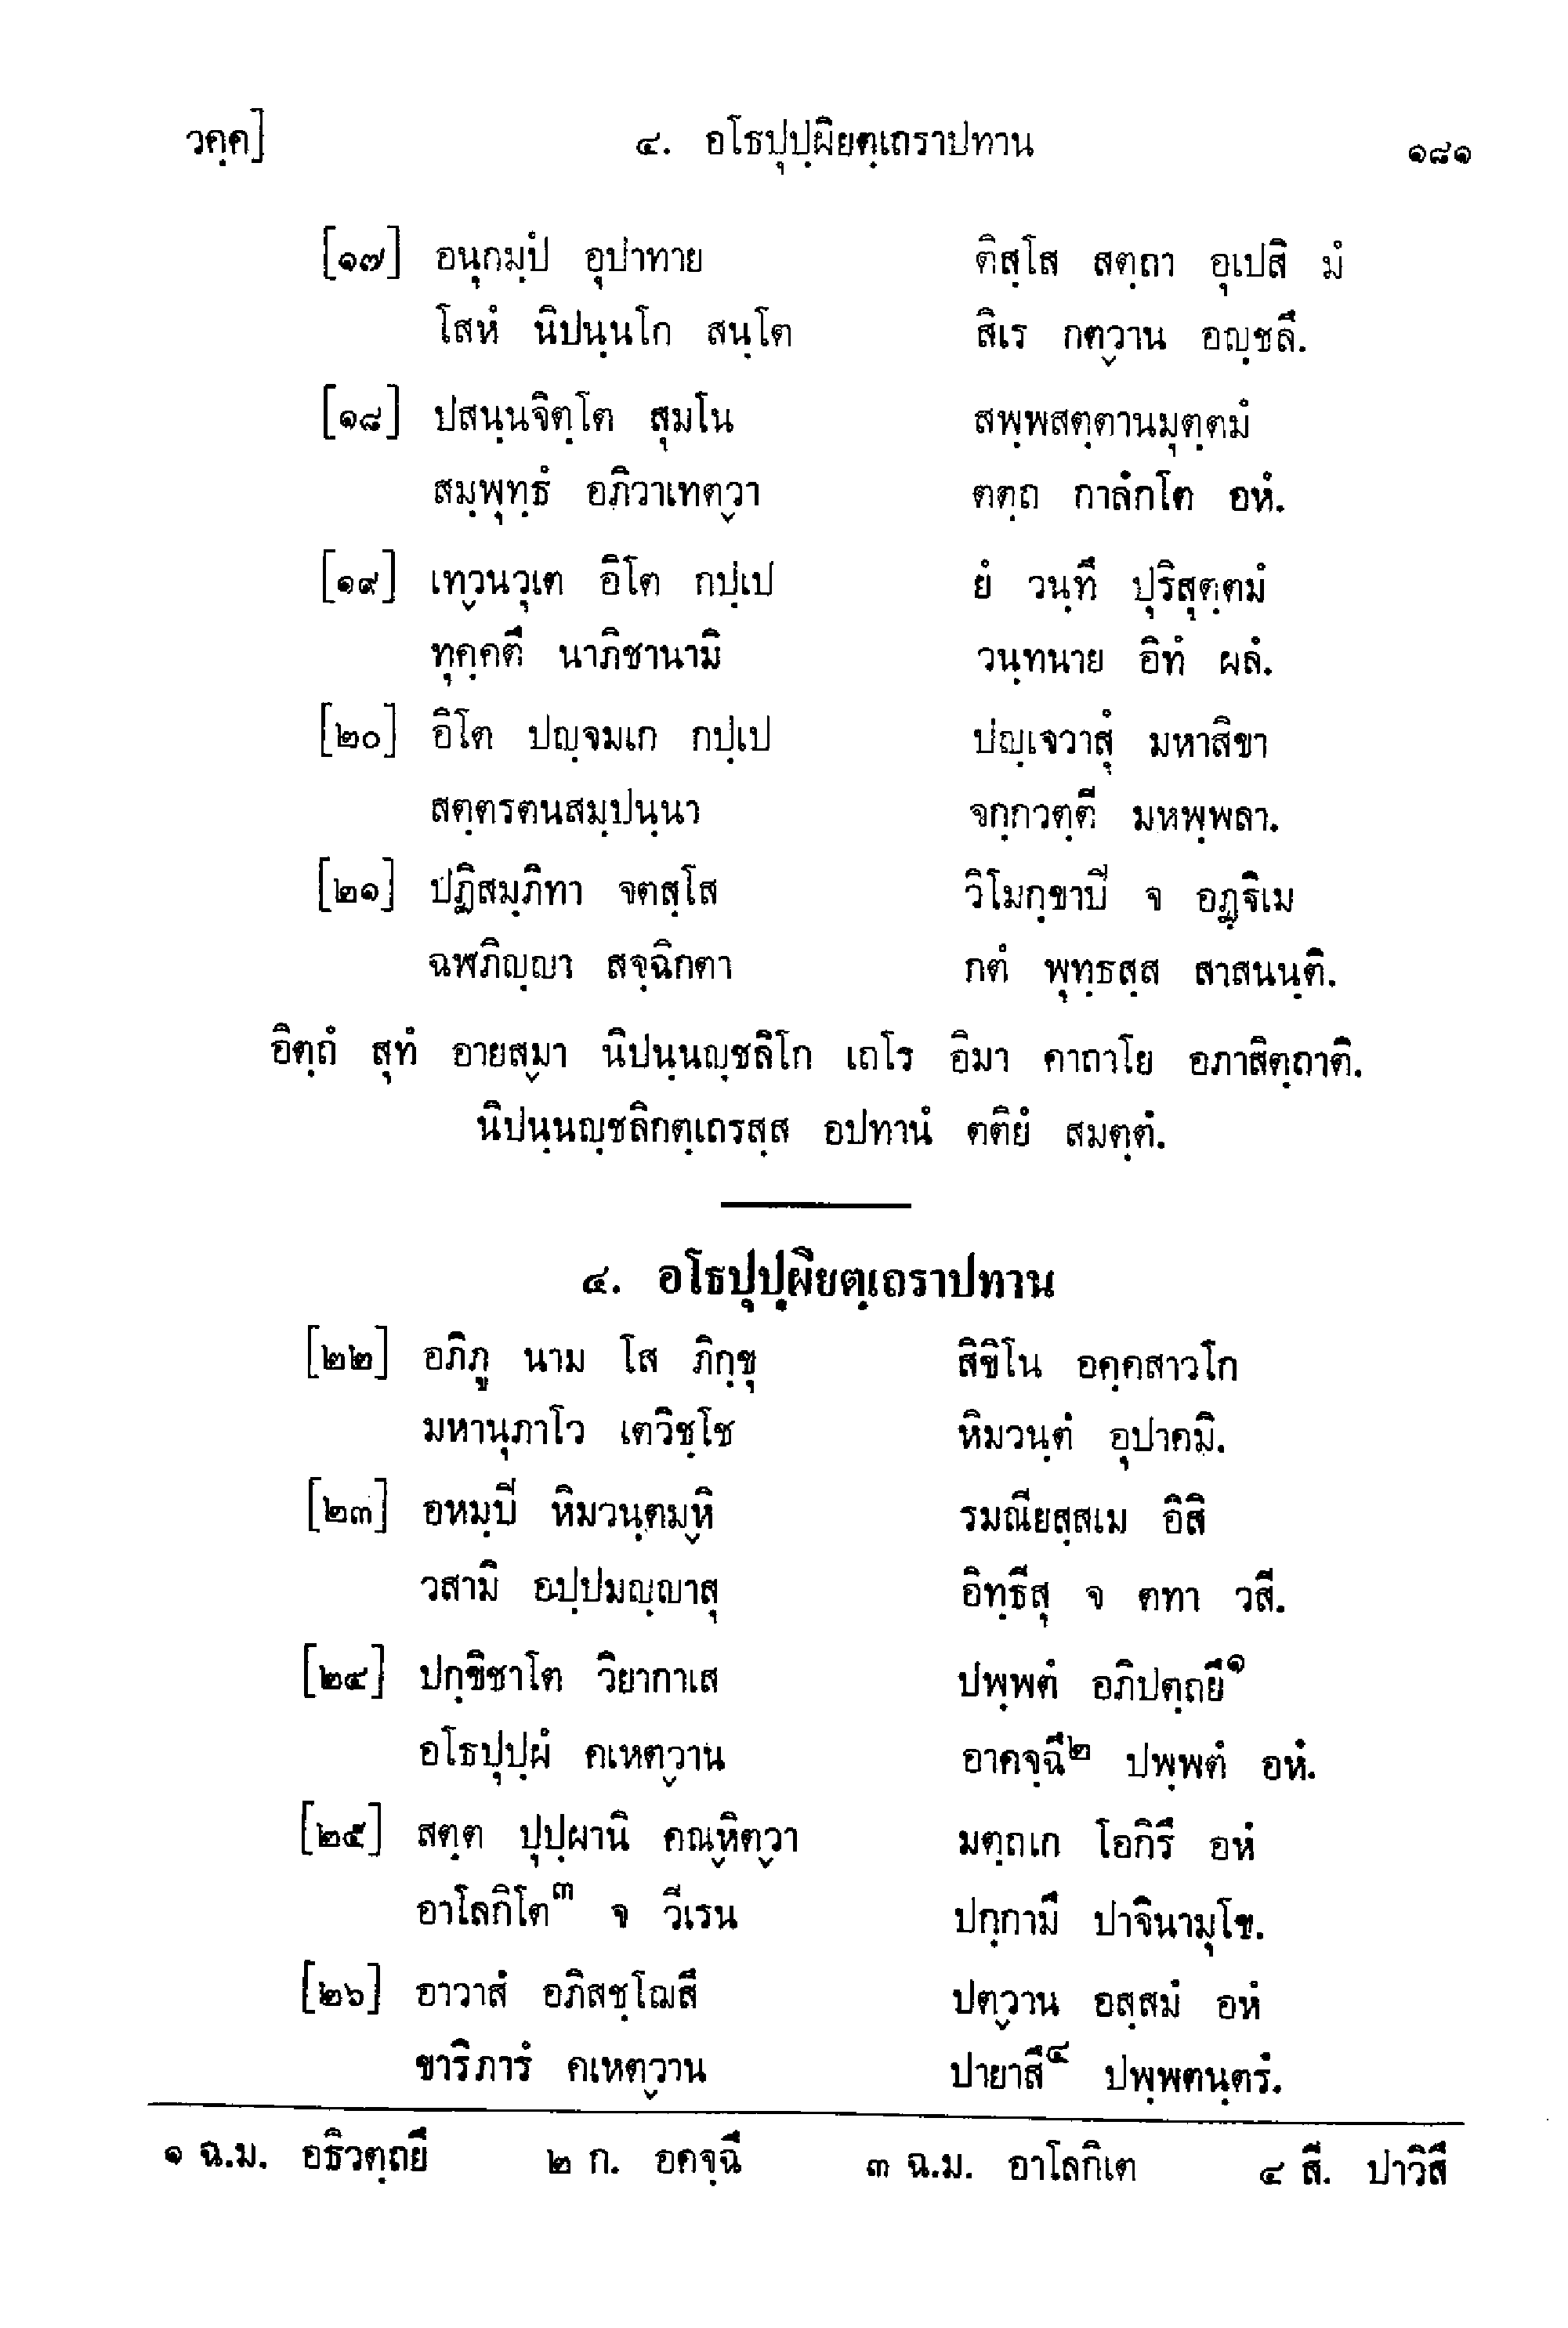 วคฺค]	๔. อโธปุปฺผิยตฺเถราปทาน	๑๘๑
[๑๗] อนุกมฺปํ อุปาทาย	ติสฺโส สตฺถา อุเปสิ มํ
โสหํ นิปนฺนโก สนฺโต	สิเร กตฺวาน อญฺชลึ.
[๑๘] ปสนฺนจิตฺโต สุมโน	สพฺพสตฺตานมุตฺตมํ
สมฺพุทฺธํ อภิวาเทตฺวา	ตตฺถ กาลํกโต อหํ.
[๑๙] เทฺวนวุเต อิโต กปฺเป	ยํ วนฺทึ ปุริสุตฺตมํ
ทุคฺคตึ นาภิชานามิ	วนฺทนาย อิทํ ผลํ.
[๒๐] อิโต ปญฺจมเก กปฺเป	ปญฺเจวาสุํ มหาสิขา
สตฺตรตนสมฺปนฺนา	จกฺกวตฺตี มหพฺพลา.
[๒๑] ปฏิสมฺภิทา จตสฺโส	วิโมกฺขาปิ จ อฏฺฐิเม
ฉฬภิญฺญา สจฺฉิกตา	กตํ พุทฺธสฺส สาสนนฺติ.
อิตฺถํ สุทํ อายสฺมา นิปนฺนญฺชลิโก เถโร อิมา คาถาโย อภาสิตฺถาติ.
นิปนฺนญฺชลิกตฺเถรสฺส อปทานํ ตติยํ สมตฺตํ.
๔. อโธปุปฺผิยตฺเถราปทาน
[๒๒] อภิภู นาม โส ภิกฺขุ	สิขิโน อคฺคสาวโก
มหานุภาโว เตวิชฺโช	หิมวนฺตํ อุปาคมิ.
[๒๓] อหมฺปิ หิมวนฺตมฺหิ	รมณียสฺสเม อิสิ
วสามิ อปฺปมญฺญาสุ	อิทฺธีสุ จ ตทา วสี.
[๒๔] ปกฺขิชาโต วิยากาเส	ปพฺพตํ อภิปตฺถยึ๑
อโธปุปฺผํ คเหตฺวาน	อาคจฺฉึ๒ ปพฺพตํ อหํ.
[๒๕] สตฺต ปุปฺผานิ คณฺหิตฺวา	มตฺถเก โอกิรึ อหํ
อาโลกิโต๓ จ วีเรน	ปกฺกามึ ปาจินามุโข.
[๒๖] อาวาสํ อภิสชฺโฌสึ	ปตฺวาน อสฺสมํ อหํ
ขาริภารํ คเหตฺวาน	ปายาสึ๔ ปพฺพตนฺตรํ.
๑ ฉ.ม. อธิวตฺถยึ	๒ ก. อคจฺฉึ	๓ ฉ.ม. อาโลกิเต	๔ สี. ปาวิสึ